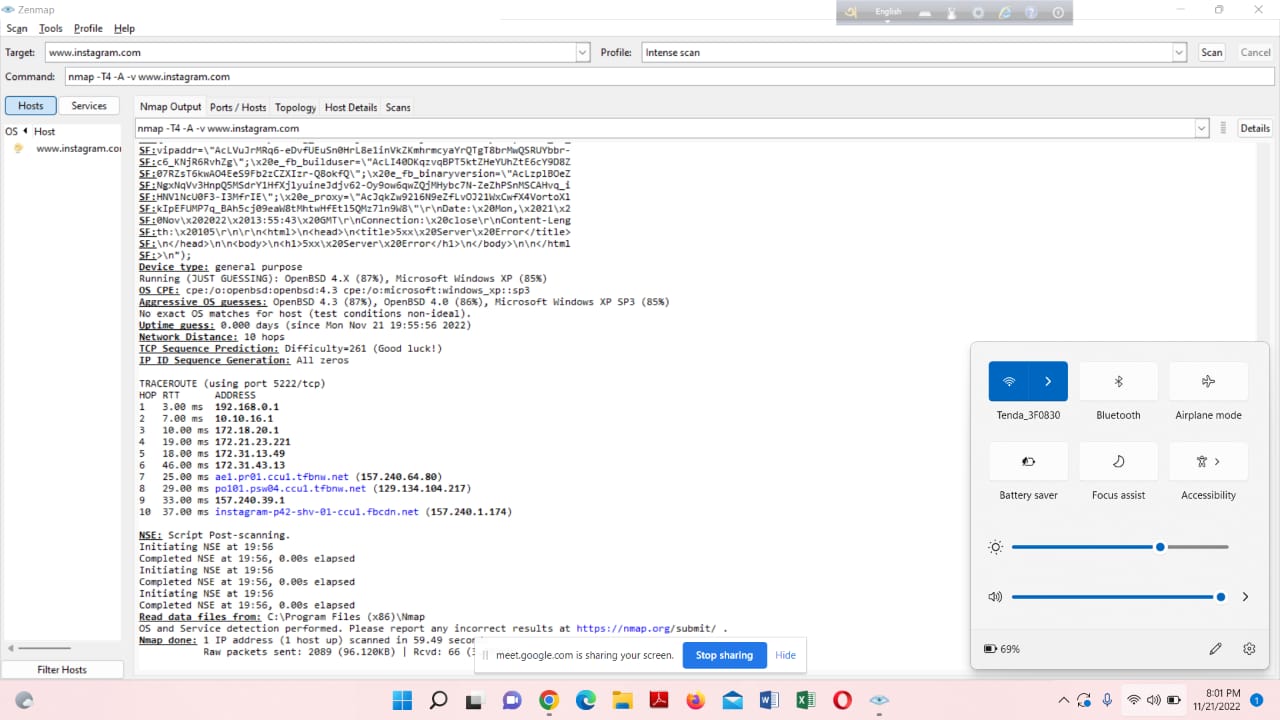 Zenmap
English
Scan Tools Profile Help
Target: www.instagram.com Profile: Intense scan Scan Cancel
Command: nmap -T4 -A -v www.instagram.com
Hosts Services
Nmap Output Ports / Hosts Topology Host Details Scans
OS Host
www.instagram.co
nmap -T4 -A -v www.instagram.com Details
SF:vipaddr=\"AcLVuJrMRq6-eDvfUEuSn0HrL8elinVkZKmhrmcyaYrQTgT8brMwQSRUYbbr-
SF:c6_KNjR6RvhZg\";\x20e_fb_builduser=\"AcLI40DKqzvqBPT5ktZHeYUhZtE6cY9D8Z
SF:07RZsT6kwAO4EeS9Fb2zCZXIzr-Q8okfQ\";\x20e_fb_binaryversion=\"AcLzplBOeZ
SF:NgxNqVv3HnpQ5MSdrY1HfXjlyuineJdjv62-Oy9ow6qwZQjMHybc7N-ZeZhPSnMSCAHvq_i
SF:HNVlNcU0F3-I3MfrIE\";\x20e_proxy=\"AcJqkZw92l6N9eZfLvOJ21WxCwfX4VortoXl
SF:kIpEFUMP7q_BAh5cj09eaW8tMhtwHfEtl5QMz7ln9W8\"\r\nDate:\x20Mon,\x2021\x2
SF:0Nov\x202022\x2013:55:43\x20GMT\r\nConnection:\x20close\r\nContent-Leng
SF:th:\x20105\r\n\r\n<html>\n<head>\n<title>5xx\x20Server\x20Error</title>
SF:\n</head>\n\n<body>\n<h1>5xx\x20Server\x20Error</h1>\n</body>\n\n</html
SF:>\n");
Device type: general purpose
Running (JUST GUESSING): OpenBSD 4.X (87%), Microsoft Windows XP (85%)
OS CPE: cpe:/o:openbsd:openbsd:4.3 cpe:/o:microsoft:windows_xp::sp3
Aggressive OS guesses: OpenBSD 4.3 (87%), OpenBSD 4.0 (86%), Microsoft Windows XP SP3 (85%)
No exact OS matches for host (test conditions non-ideal).
Uptime guess: 0.000 days (since Mon Nov 21 19:55:56 2022)
Network Distance: 10 hops
TCP Sequence Prediction: Difficulty=261 (Good luck!)
IP ID Sequence Generation: All zeros
TRACEROUTE (using port 5222/tcp)
HOP RTT ADDRESS
1 3.00 ms 192.168.0.1
2 7.00 ms 10.10.16.1
3 10.00 ms 172.18.20.1
4 19.00 ms 172.21.23.221
5 18.00 ms 172.31.13.49
6 46.00 ms 172.31.43.13
7 25.00 ms ae1.pr01.ccu1.tfbnw.net (157.240.64.80)
8 29.00 ms po101.psw04.ccu1.tfbnw.net (129.134.104.217)
9 33.00 ms 157.240.39.1
10 37.00 ms instagram-p42-shv-01-ccu1.fbcdn.net (157.240.1.174)
NSE: Script Post-scanning.
Initiating NSE at 19:56
Completed NSE at 19:56, 0.00s elapsed
Initiating NSE at 19:56
Completed NSE at 19:56, 0.00s elapsed
Initiating NSE at 19:56
Completed NSE at 19:56, 0.00s elapsed
Read data files from: C:\Program Files (x86)\Nmap
OS and Service detection performed. Please report any incorrect results at https://nmap.org/submit/ .
Nmap done: 1 IP address (1 host up) scanned in 59.49 secon
Raw packets sent: 2089 (96.120KB) | Rcvd: 66 (3
Filter Hosts
meet.google.com is sharing your screen. Stop sharing Hide
Tenda_3F0830 Bluetooth Airplane mode
Battery saver Focus assist Accessibility
69%
8:01 PM
11/21/2022
1